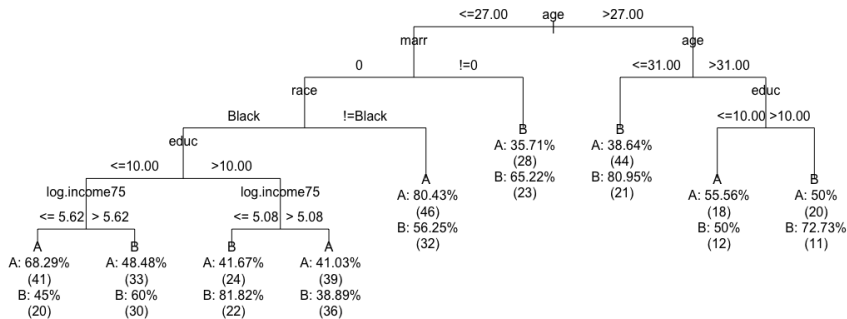 <=27.00 age >27.00
marr age
0 !=0 <=31.00 >31.00
race educ
Black !=Black <=10.00 >10.00
educ
<=10.00 >10.00
log.income75 log.income75
<= 5.62 > 5.62 <= 5.08 > 5.08
A
A: 68.29%
(41)
B: 45%
(20)
B
A: 48.48%
(33)
B: 60%
(30)
B
A: 41.67%
(24)
B: 81.82%
(22)
A
A: 41.03%
(39)
B: 38.89%
(36)
A
A: 80.43%
(46)
B: 56.25%
(32)
B
A: 35.71%
(28)
B: 65.22%
(23)
B
A: 38.64%
(44)
B: 80.95%
(21)
A
A: 55.56%
(18)
B: 50%
(12)
B
A: 50%
(20)
B: 72.73%
(11)